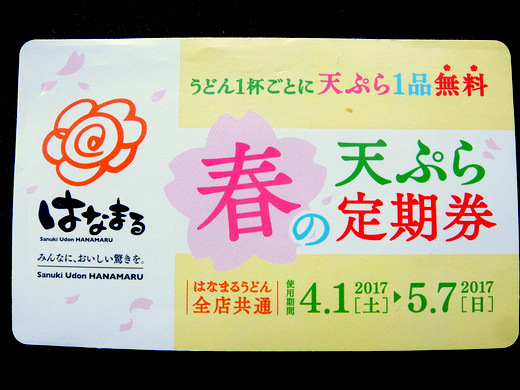 うどん1杯ごとに天ぷら1品無料
春の天ぷら定期券
はなまる
Sanuki Udon HANAMARU
みんなに、おいしい驚きを。
Sanuki Udon HANAMARU
はなまるうどん
全店共通
使用期間
4.1 2017 [土] ▶ 5.7 2017 [日]